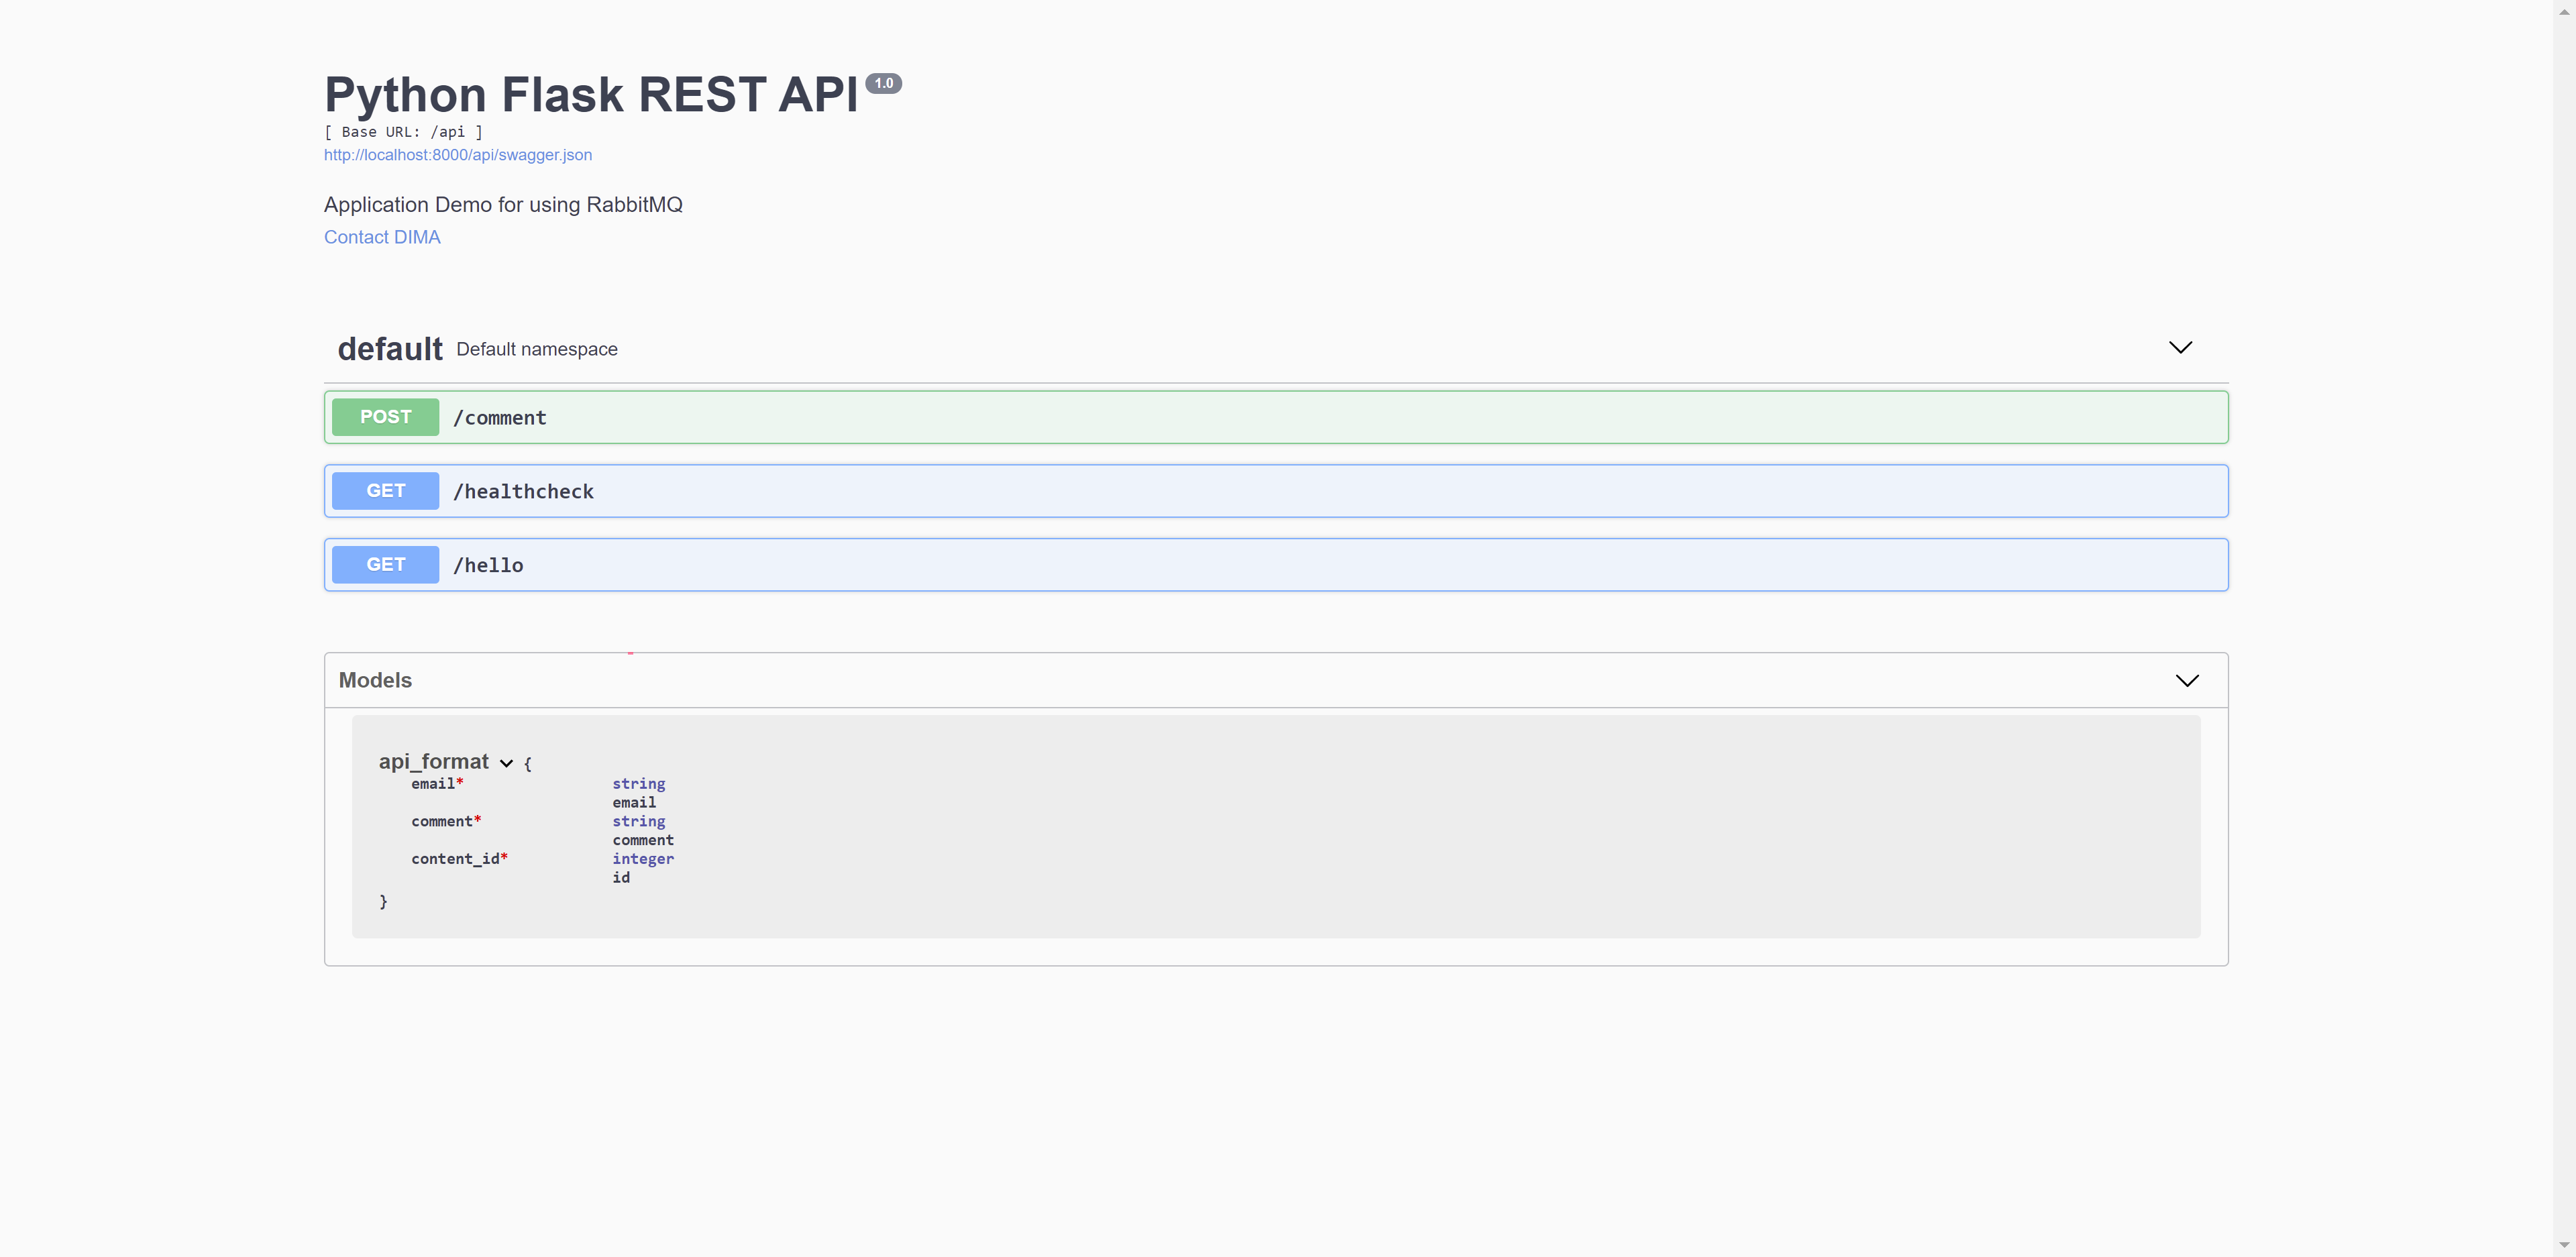 Python Flask REST API 1.0
[ Base URL: /api ]
http://localhost:8000/api/swagger.json
Application Demo for using RabbitMQ
Contact DIMA
default Default namespace
POST /comment
GET /healthcheck
GET /hello
Models
api_format {
email* string
email
comment* string
comment
content_id* integer
id
}